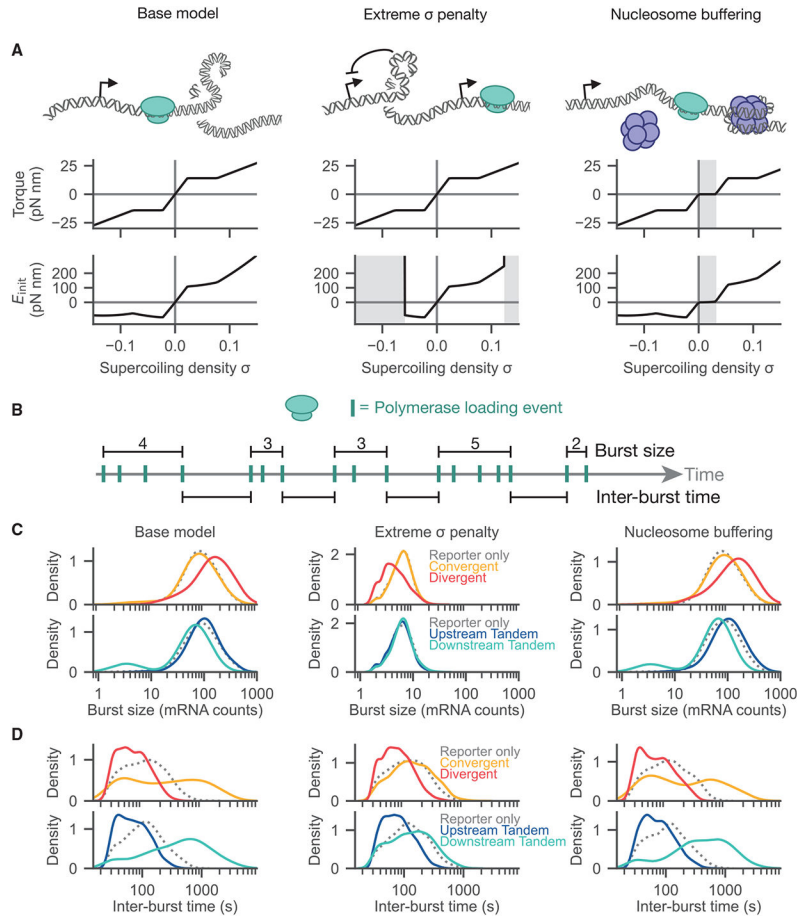 Base model Extreme σ penalty Nucleosome buffering
A
Torque
(pN nm)
25
0
−25
25
0
−25
25
0
−25
E_init
(pN nm)
200
100
0
200
100
0
200
100
0
−0.1 0.0 0.1
−0.1 0.0 0.1
−0.1 0.0 0.1
Supercoiling density σ Supercoiling density σ Supercoiling density σ
B
= Polymerase loading event
4 3 3 5 2 Burst size
Time
Inter-burst time
C
Base model Extreme σ penalty Nucleosome buffering
Density
1
0
Density
2
0
Reporter only
Convergent
Divergent
Density
1
0
Density
1
0
Density
2
0
Reporter only
Upstream Tandem
Downstream Tandem
Density
1
0
1 10 100 1000
1 10 100 1000
1 10 100 1000
Burst size (mRNA counts) Burst size (mRNA counts) Burst size (mRNA counts)
D
Density
1
0
Density
1
0
Reporter only
Convergent
Divergent
Density
1
0
Density
1
0
Density
1
0
Reporter only
Upstream Tandem
Downstream Tandem
Density
1
0
100 1000
100 1000
100 1000
Inter-burst time (s) Inter-burst time (s) Inter-burst time (s)